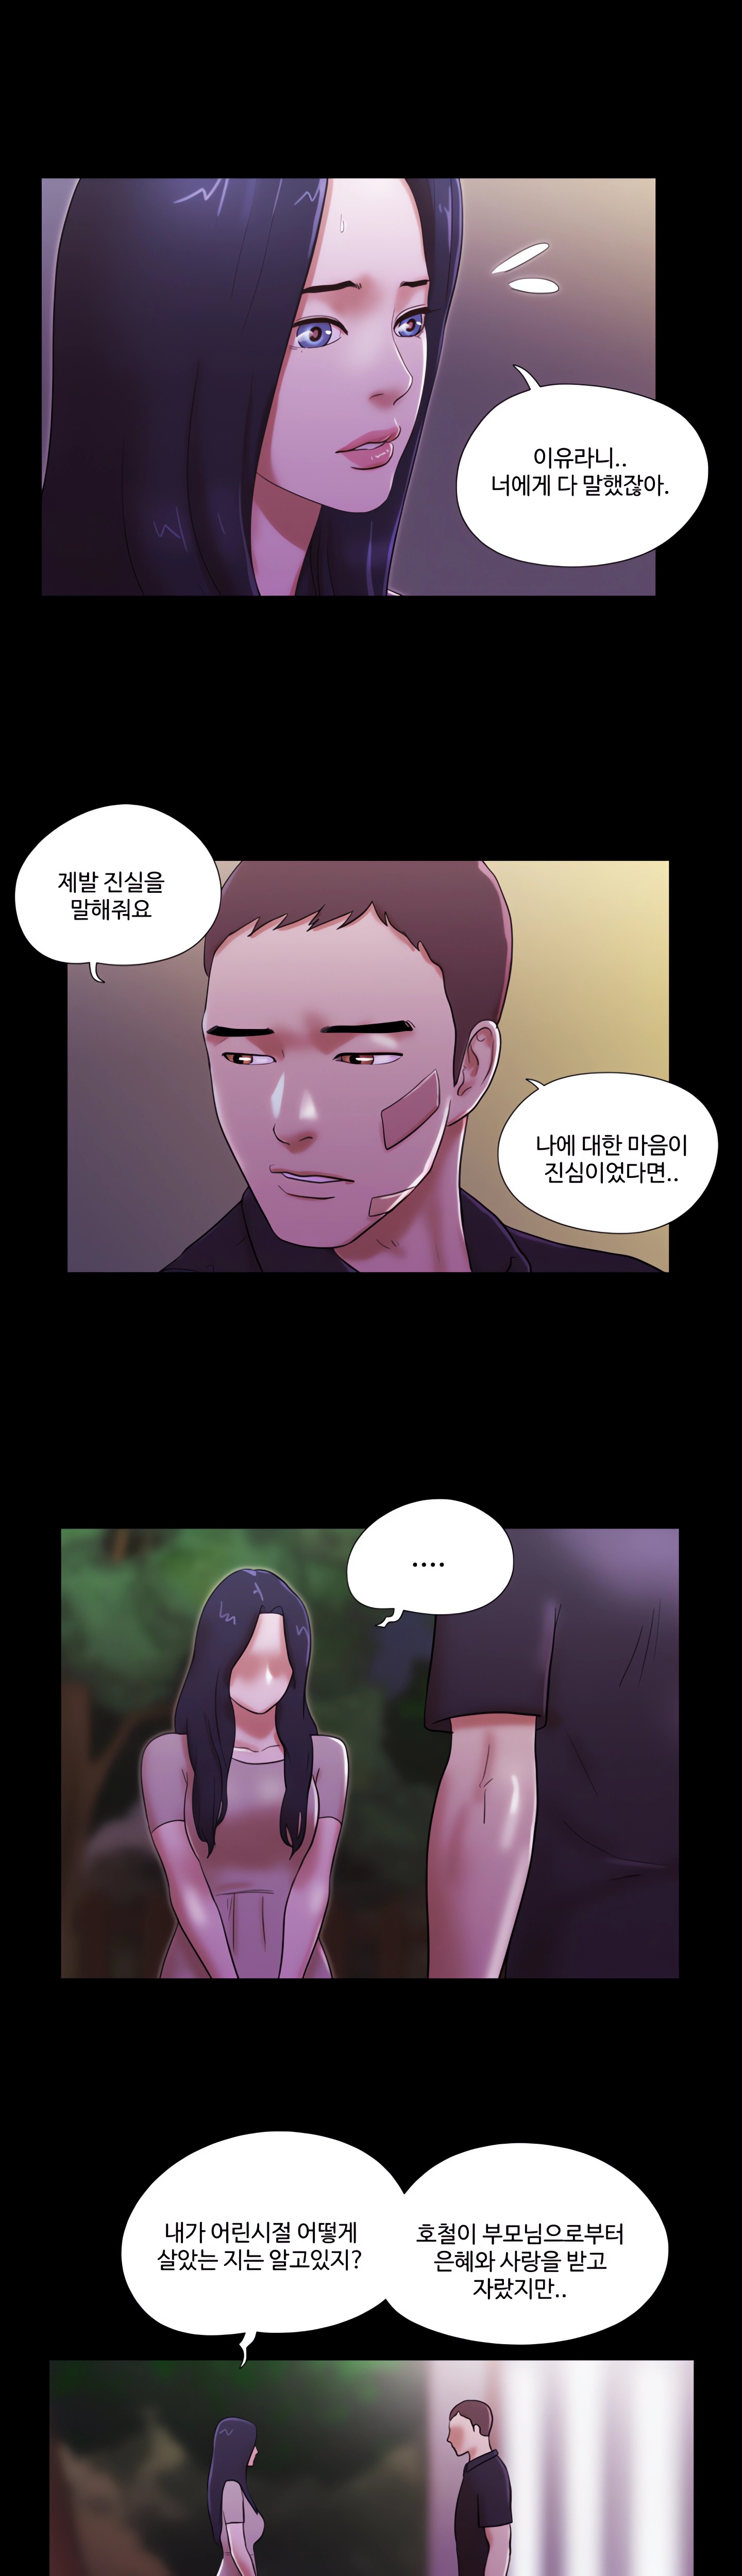 이유라니..
너에게 다 말했잖아.
제발 진실을
말해줘요
나에 대한 마음이
진심이었다면..
....
내가 어린시절 어떻게
살았는 지는 알고있지?
호철이 부모님으로부터
은혜와 사랑을 받고
자랐지만..